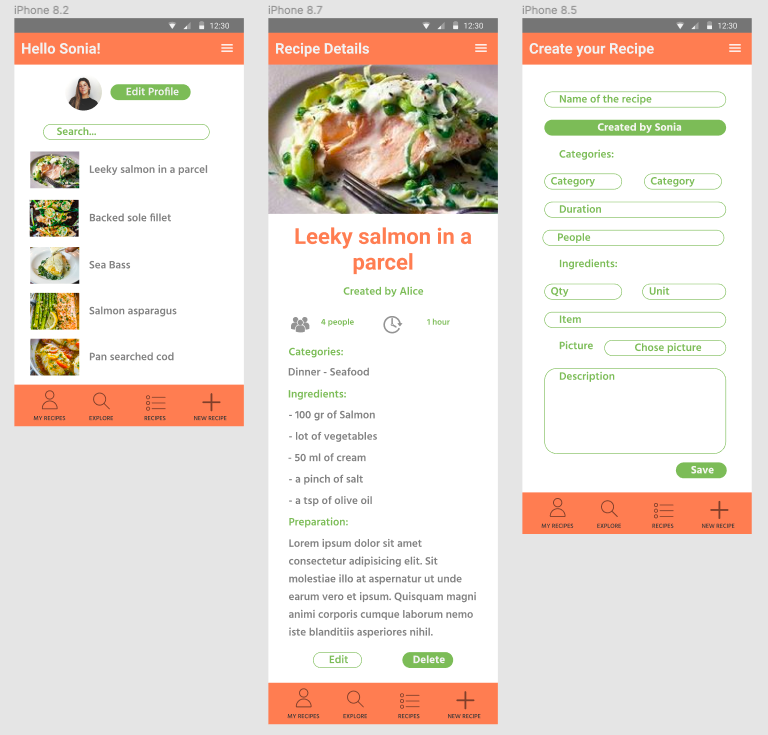 iPhone 8.2
12:30
Hello Sonia!
Edit Profile
Search...
Leeky salmon in a parcel
Backed sole fillet
Sea Bass
Salmon asparagus
Pan searched cod
MY RECIPES
EXPLORE
RECIPES
NEW RECIPE
iPhone 8.7
12:30
Recipe Details
Leeky salmon in a
parcel
Created by Alice
4 people
1 hour
Categories:
Dinner - Seafood
Ingredients:
- 100 gr of Salmon
- lot of vegetables
- 50 ml of cream
- a pinch of salt
- a tsp of olive oil
Preparation:
Lorem ipsum dolor sit amet
consectetur adipisicing elit. Sit
molestiae illo at aspernatur ut unde
earum vero et ipsum. Quisquam magni
animi corporis cumque laborum nemo
iste blanditiis asperiores nihil.
Edit
Delete
MY RECIPES
EXPLORE
RECIPES
NEW RECIPE
iPhone 8.5
12:30
Create your Recipe
Name of the recipe
Created by Sonia
Categories:
Category
Category
Duration
People
Ingredients:
Qty
Unit
Item
Picture
Chose picture
Description
Save
MY RECIPES
EXPLORE
RECIPES
NEW RECIPE